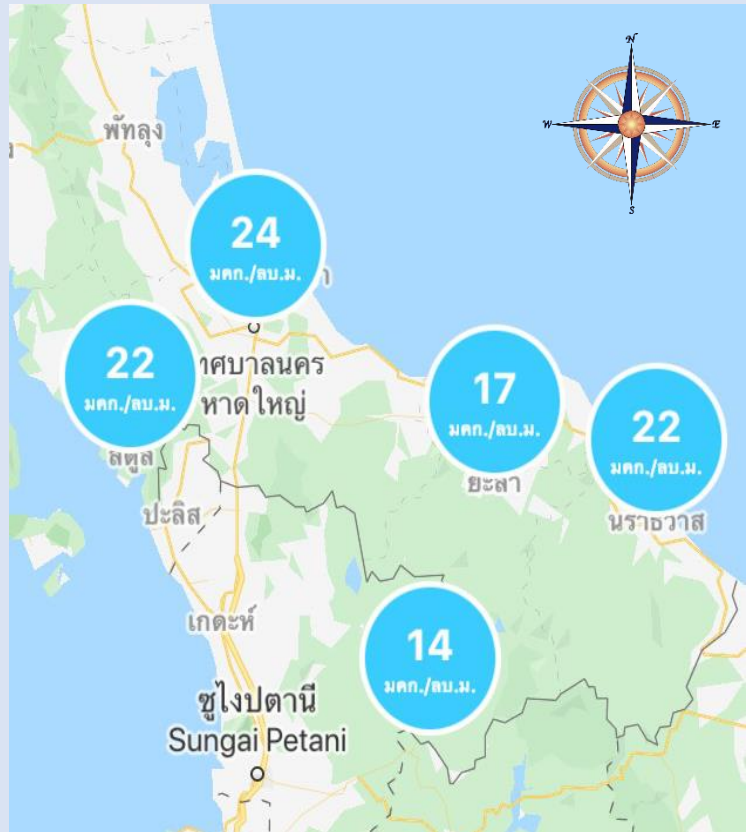 N
W
E
S
พัทลุง
24
มคก./ลบ.ม.
22
มคก./ลบ.ม.
ทศบาลนคร
หาดใหญ่
17
มคก./ลบ.ม.
22
มคก./ลบ.ม.
สตูล
ยะลา
ปะลิส
นราธิวาส
เกดะห์
14
มคก./ลบ.ม.
ซูไงปตานี
Sungai Petani